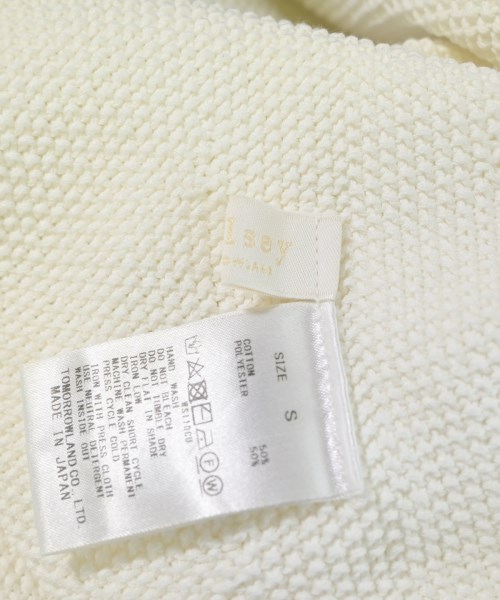 lsey
SIZE S
COTTON 50%
POLYESTER 50%
WS110C0
HAND WASH
DO NOT BLEACH
DO NOT TUMBLE DRY
DRY FLAT IN SHADE
IRON LOW
DRY CLEAN SHORT CYCLE
MACHINE WASH PERMANENT
PRESS CYCLE COLD
IRON WITH PRESS CLOTH
USE NEUTRAL DETERGENT
WASH INSIDE OUT
TOMORROWLAND CO., LTD.
MADE IN JAPAN